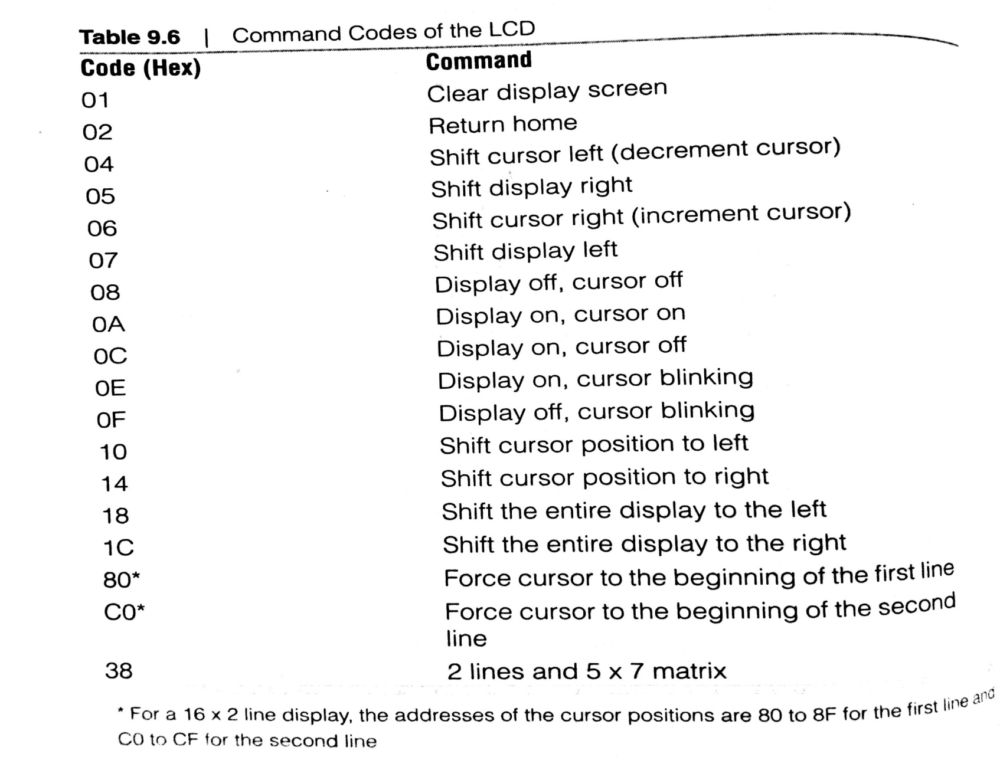 Table 9.6 | Command Codes of the LCD
Code (Hex) Command
01 Clear display screen
02 Return home
04 Shift cursor left (decrement cursor)
05 Shift display right
06 Shift cursor right (increment cursor)
07 Shift display left
08 Display off, cursor off
0A Display on, cursor on
0C Display on, cursor off
0E Display on, cursor blinking
0F Display off, cursor blinking
10 Shift cursor position to left
14 Shift cursor position to right
18 Shift the entire display to the left
1C Shift the entire display to the right
80* Force cursor to the beginning of the first line
C0* Force cursor to the beginning of the second
line
38 2 lines and 5 x 7 matrix
* For a 16 x 2 line display, the addresses of the cursor positions are 80 to 8F for the first line and
C0 to CF for the second line